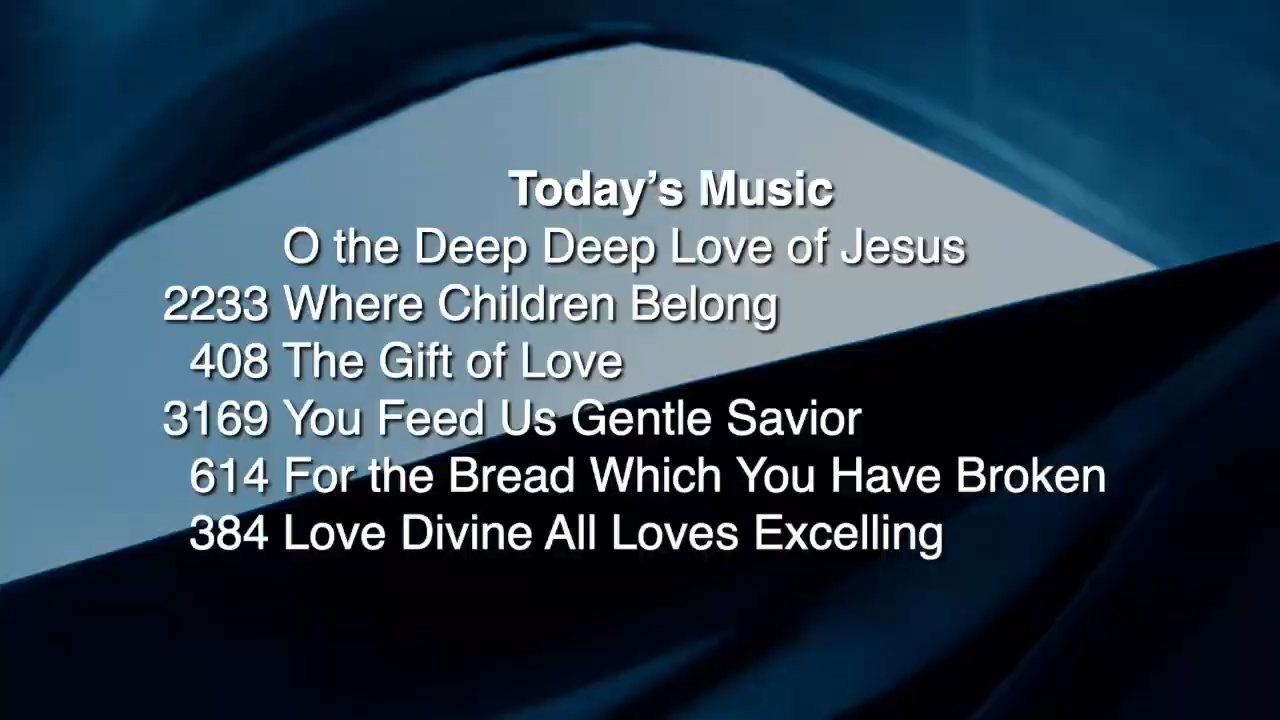 Today’s Music
O the Deep Deep Love of Jesus
2233 Where Children Belong
408 The Gift of Love
3169 You Feed Us Gentle Savior
614 For the Bread Which You Have Broken
384 Love Divine All Loves Excelling